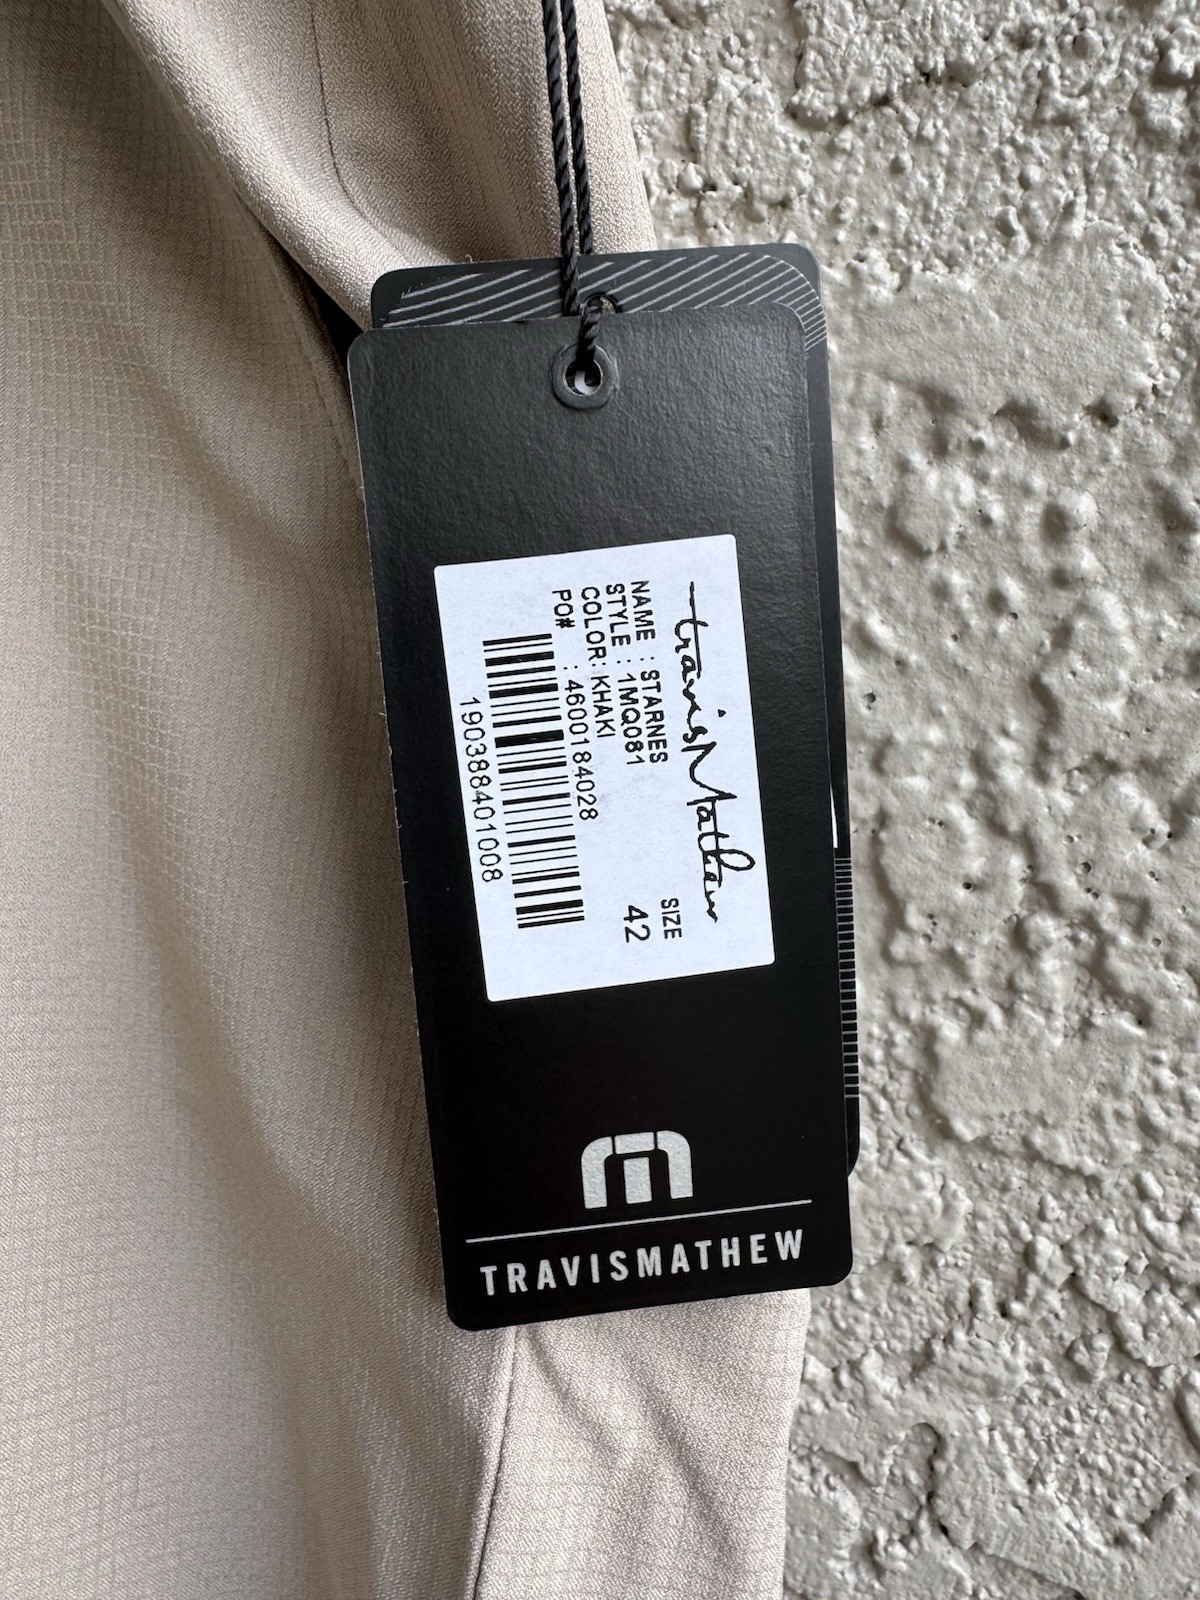 travisMathew
NAME : STARNES
STYLE : 1MQ081
COLOR: KHAKI
PO# : 4600184028
SIZE
42
190388401008
TRAVISMATHEW